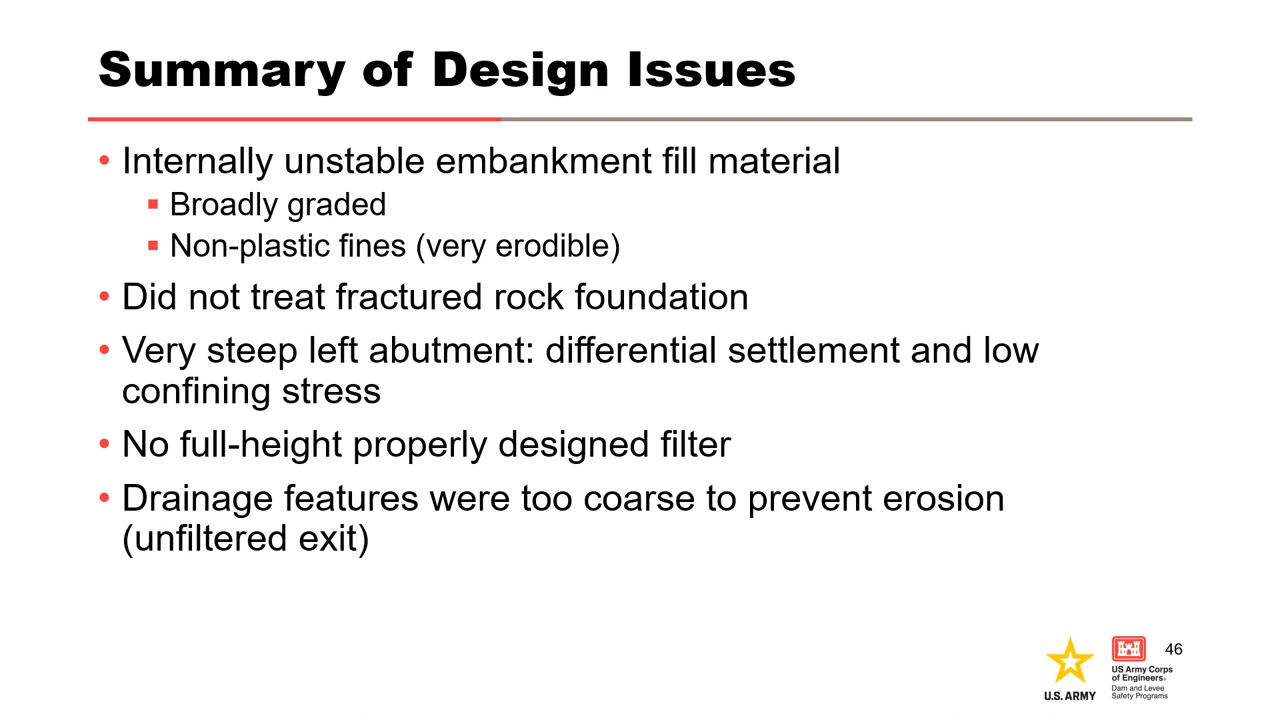 Summary of Design Issues
• Internally unstable embankment fill material
▪ Broadly graded
▪ Non-plastic fines (very erodible)
• Did not treat fractured rock foundation
• Very steep left abutment: differential settlement and low
confining stress
• No full-height properly designed filter
• Drainage features were too coarse to prevent erosion
(unfiltered exit)
46
U.S. ARMY
US Army Corps
of Engineers®
Dam and Levee
Safety Programs